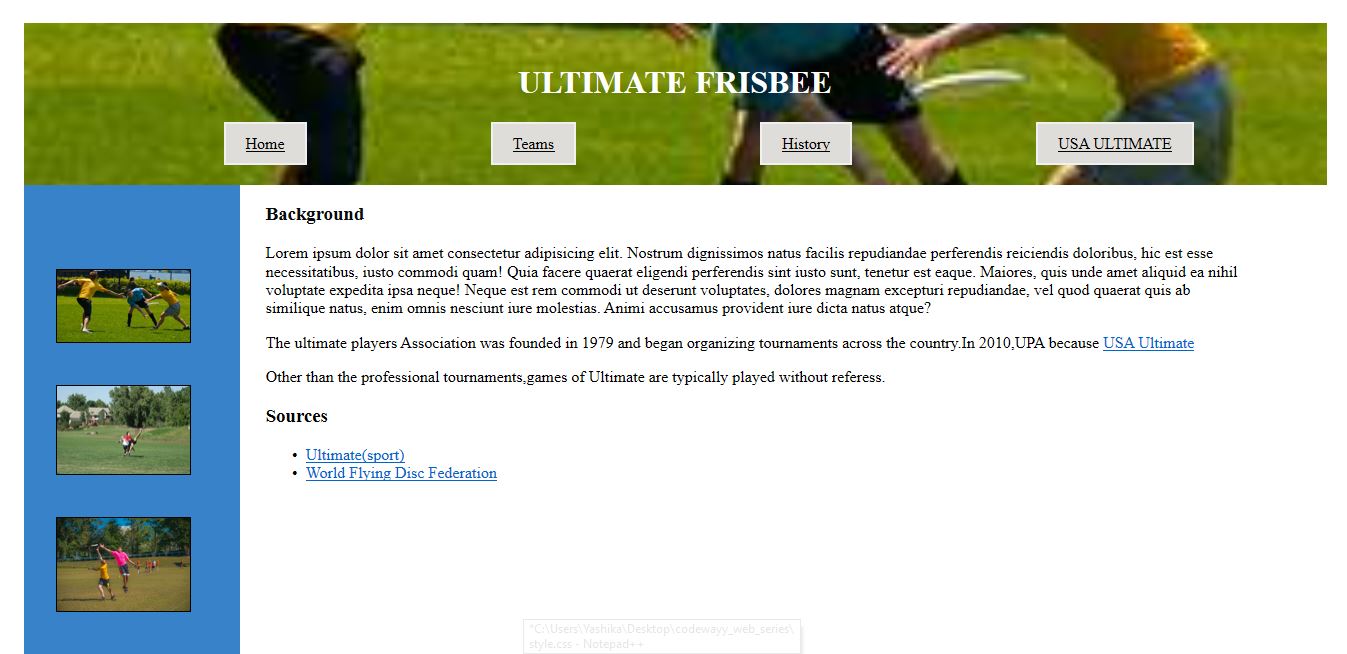 ULTIMATE FRISBEE
Home Teams History USA ULTIMATE
Background
Lorem ipsum dolor sit amet consectetur adipisicing elit. Nostrum dignissimos natus facilis repudiandae perferendis reiciendis doloribus, hic est esse
necessitatibus, iusto commodi quam! Quia facere quaerat eligendi perferendis sint iusto sunt, tenetur est eaque. Maiores, quis unde amet aliquid ea nihil
voluptate expedita ipsa neque! Neque est rem commodi ut deserunt voluptates, dolores magnam excepturi repudiandae, vel quod quaerat quis ab
similique natus, enim omnis nesciunt iure molestias. Animi accusamus provident iure dicta natus atque?
The ultimate players Association was founded in 1979 and began organizing tournaments across the country.In 2010,UPA because USA Ultimate
Other than the professional tournaments,games of Ultimate are typically played without referess.
Sources
• Ultimate(sport)
• World Flying Disc Federation
"C:\Users\Yashika\Desktop\codewayy_web_series\
style.css - Notepad++